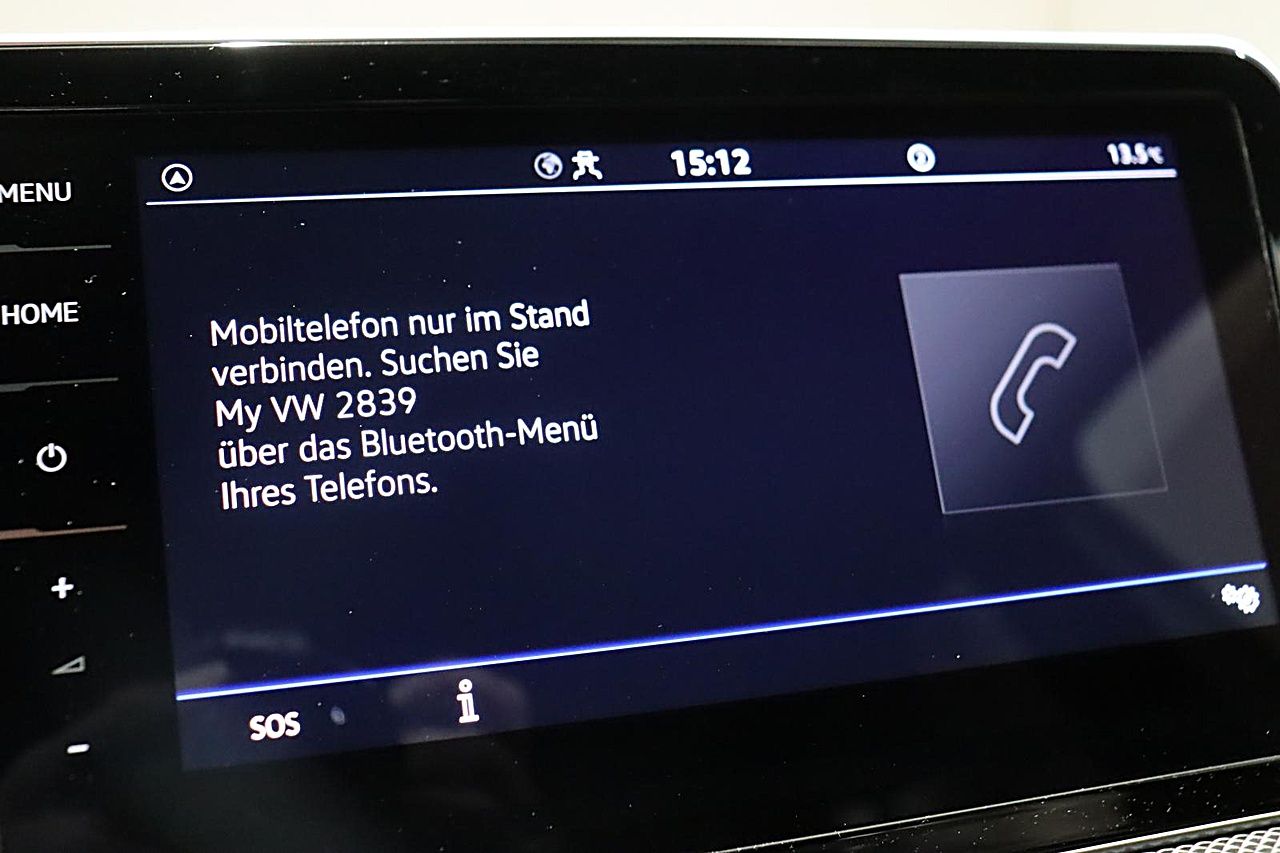 MENU
15:12
13.5°C
HOME
Mobiltelefon nur im Stand
verbinden. Suchen Sie
My VW 2839
über das Bluetooth-Menü
Ihres Telefons.
SOS
i